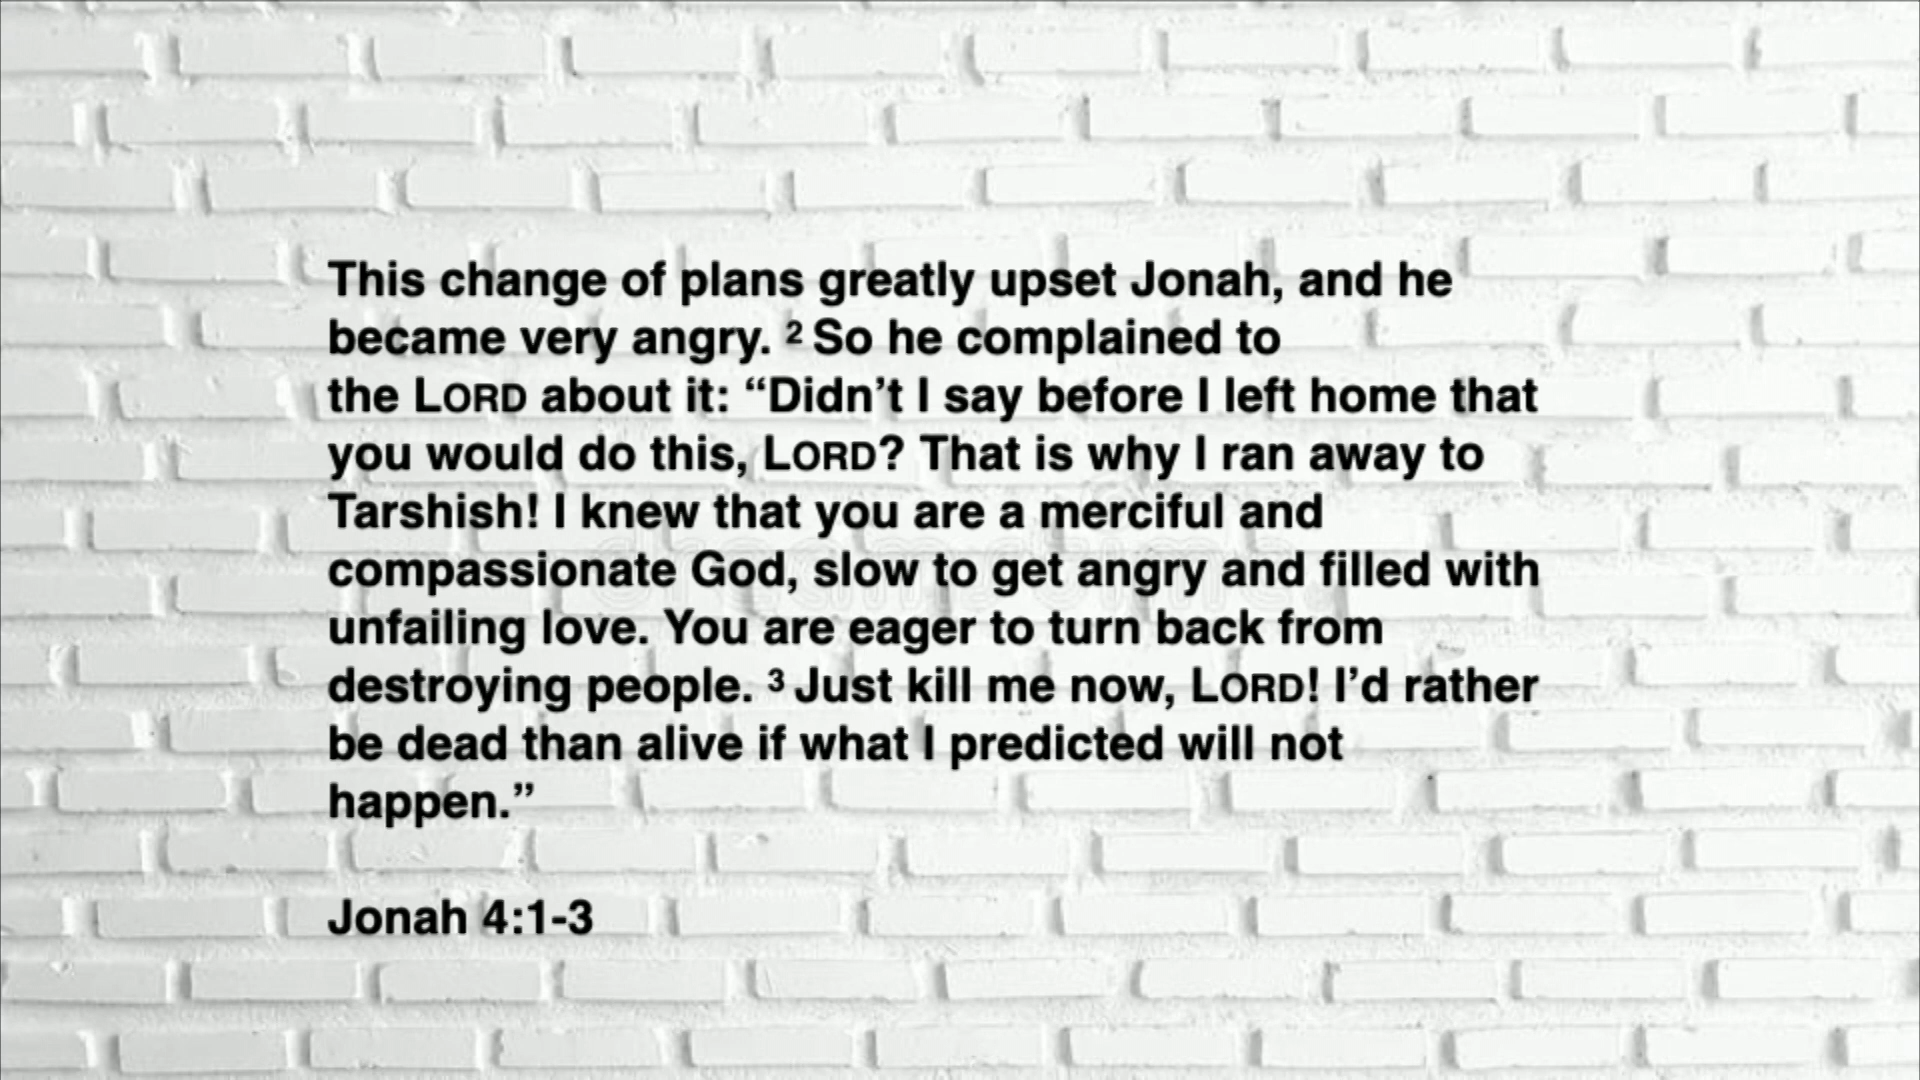 This change of plans greatly upset Jonah, and he
became very angry. ² So he complained to
the LORD about it: “Didn’t I say before I left home that
you would do this, LORD? That is why I ran away to
Tarshish! I knew that you are a merciful and
compassionate God, slow to get angry and filled with
unfailing love. You are eager to turn back from
destroying people. ³ Just kill me now, LORD! I’d rather
be dead than alive if what I predicted will not
happen.”
Jonah 4:1-3